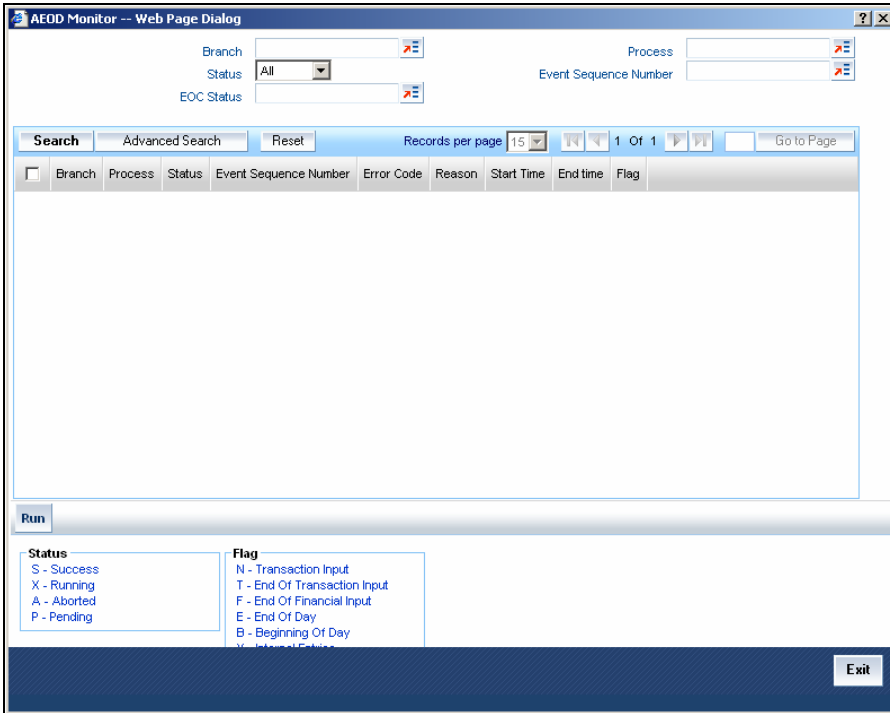 AEOD Monitor -- Web Page Dialog
Branch
Process
Status All
Event Sequence Number
EOC Status
Search Advanced Search Reset Records per page 15 1 Of 1 Go to Page
Branch Process Status Event Sequence Number Error Code Reason Start Time End time Flag
Run
Status
S - Success
X - Running
A - Aborted
P - Pending
Flag
N - Transaction Input
T - End Of Transaction Input
F - End Of Financial Input
E - End Of Day
B - Beginning Of Day
Exit